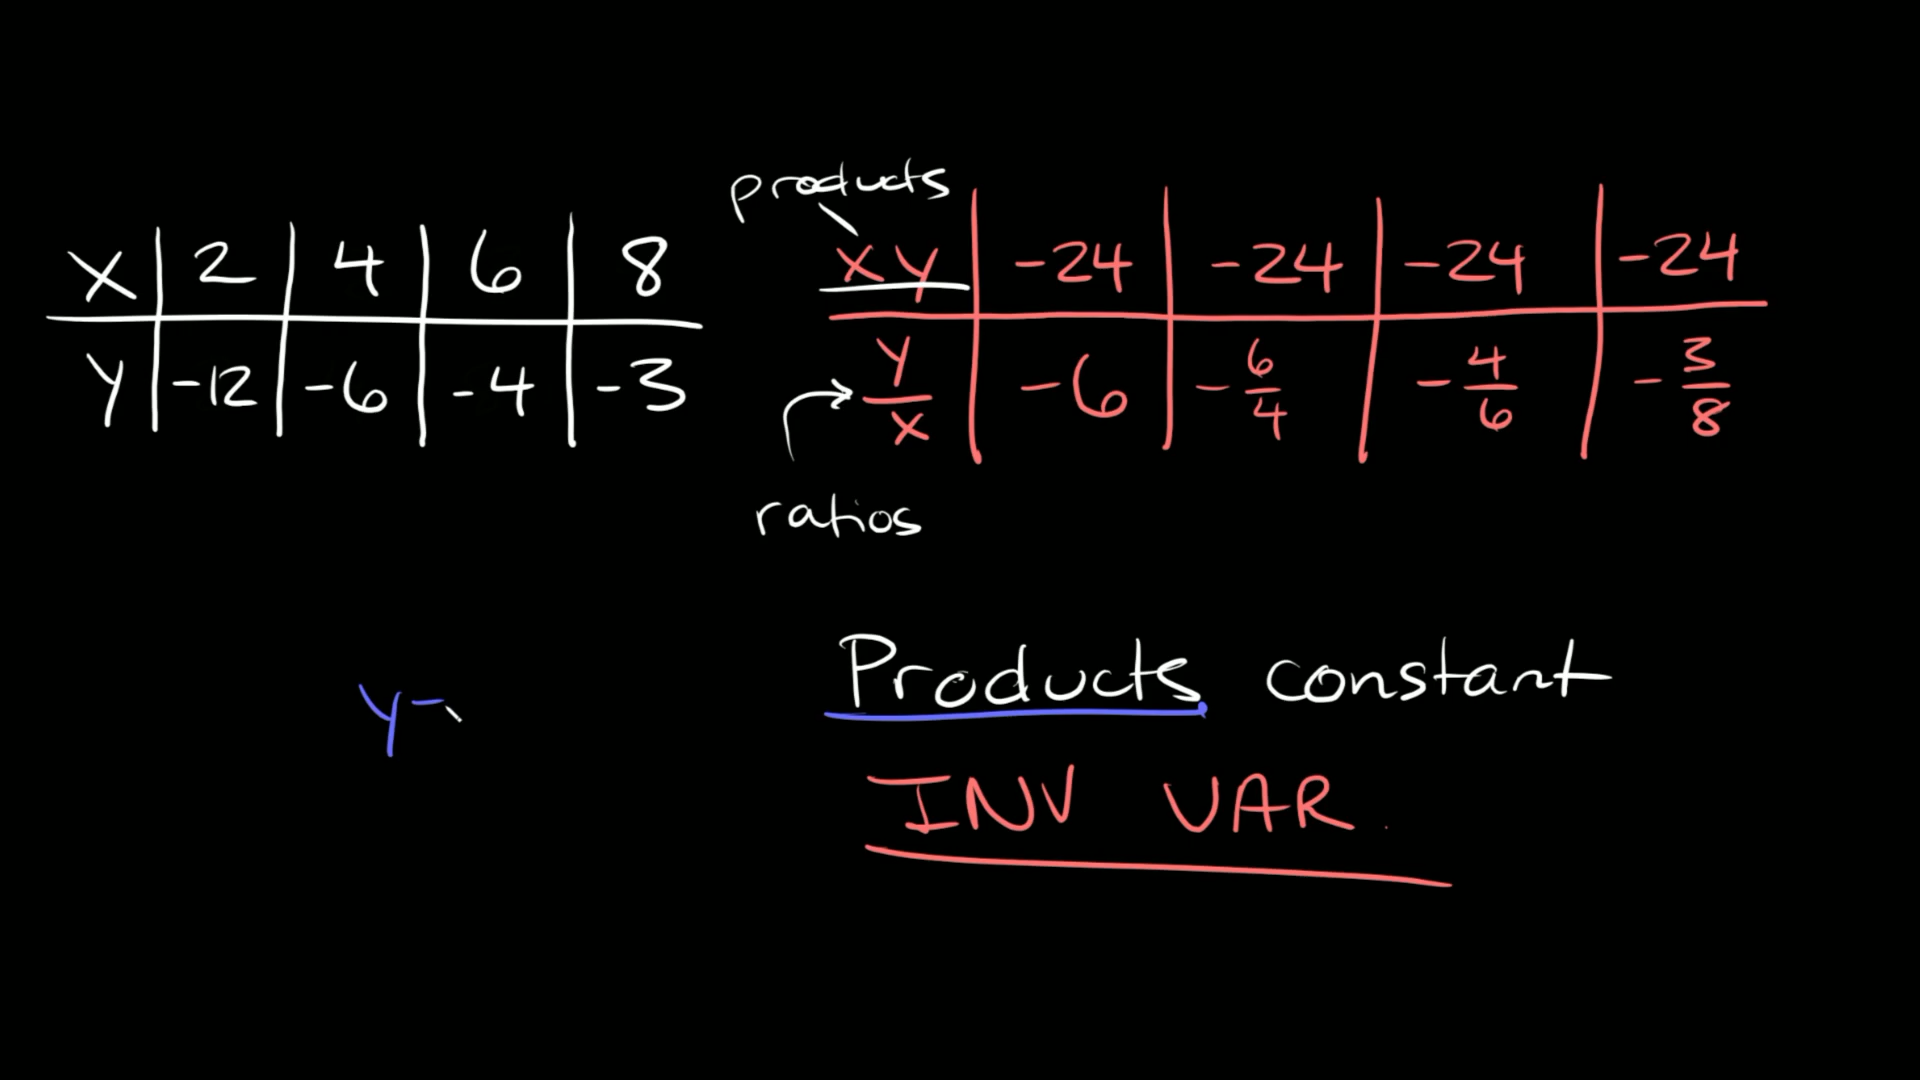 products
x | 2 | 4 | 6 | 8
y | -12 | -6 | -4 | -3
xy | -24 | -24 | -24 | -24
y/x | -6 | -6/4 | -4/6 | -3/8
ratios
Products constant
y-
INV VAR.